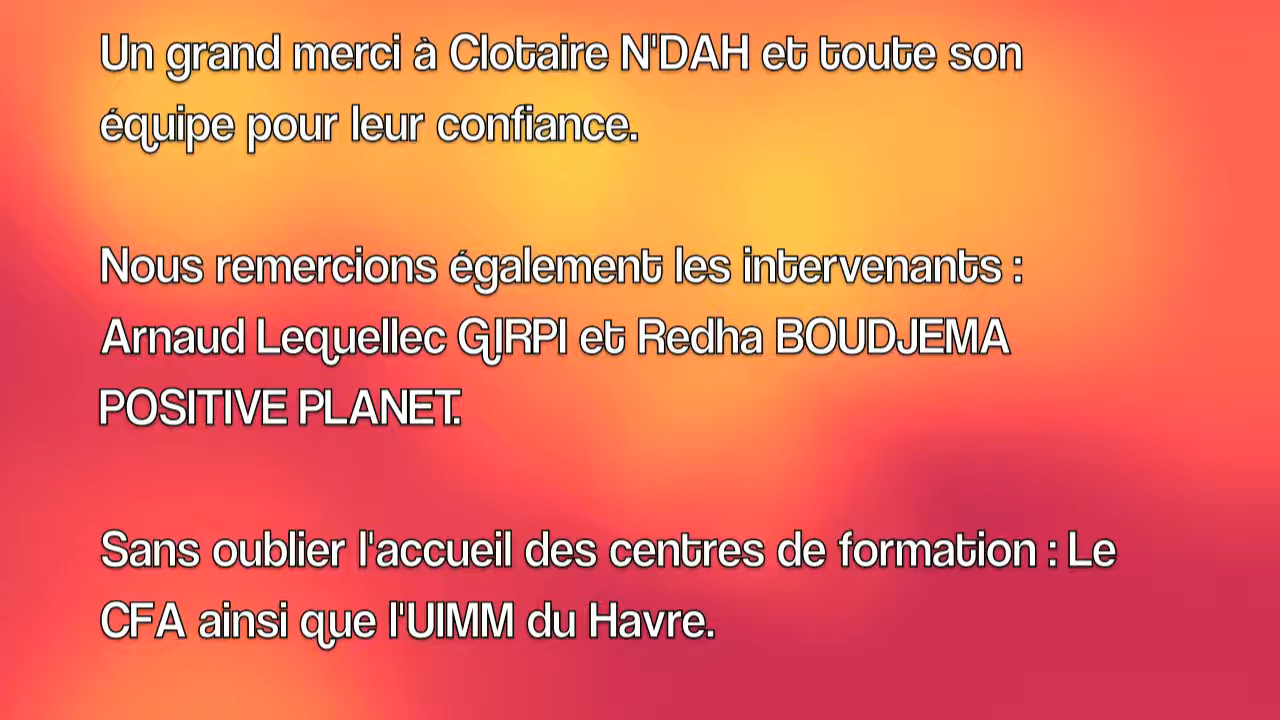 Un grand merci à Clotaire N'DAH et toute son
équipe pour leur confiance.
Nous remercions également les intervenants :
Arnaud Lequellec GJRPI et Redha BOUDJEMA
POSITIVE PLANET.
Sans oublier l'accueil des centres de formation : Le
CFA ainsi que l'UIMM du Havre.